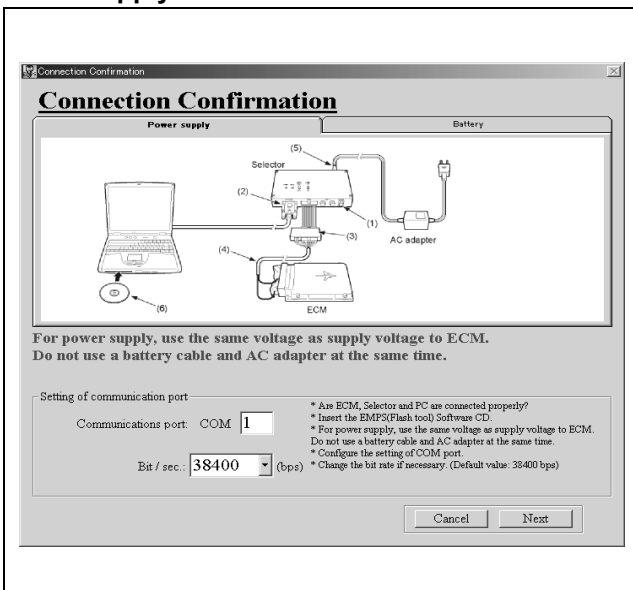 Connection Confirmation
Connection Confirmation
Power supply
Battery
(5)
Selector
(2)
(1)
(3)
AC adapter
(4)
(6)
ECM
For power supply, use the same voltage as supply voltage to ECM.
Do not use a battery cable and AC adapter at the same time.
Setting of communication port
Communications port: COM 1
Bit / sec.: 38400 (bps)
* Are ECM, Selector and PC are connected properly?
* Insert the EMPS(Flash tool) Software CD.
* For power supply, use the same voltage as supply voltage to ECM.
Do not use a battery cable and AC adapter at the same time.
* Configure the setting of COM port.
* Change the bit rate if necessary. (Default value: 38400 bps)
Cancel
Next